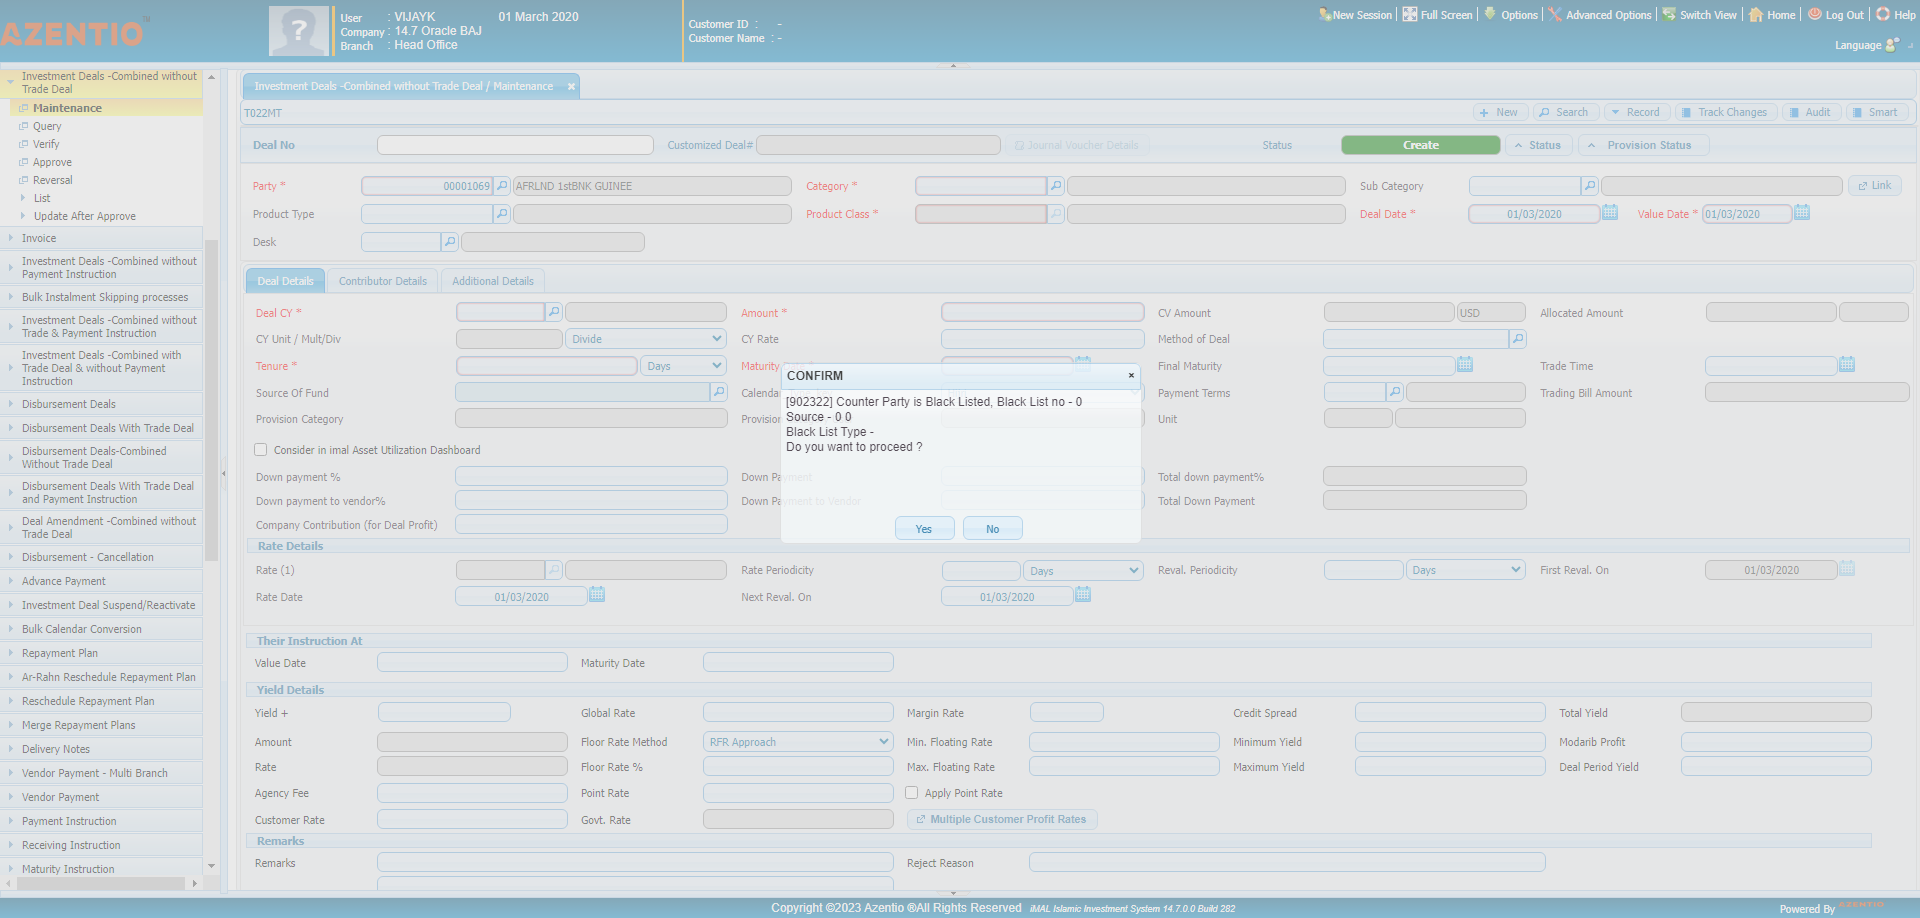 AZENTIO™
User : VIJAYK 01 March 2020
Company : 14.7 Oracle BAJ
Branch : Head Office
Customer ID : -
Customer Name : -
New Session Full Screen Options Advanced Options Switch View Home Log Out Help
Language
Investment Deals -Combined without
Trade Deal
Maintenance
Query
Verify
Approve
Reversal
List
Update After Approve
Invoice
Investment Deals -Combined without
Payment Instruction
Bulk Instalment Skipping processes
Investment Deals -Combined without
Trade & Payment Instruction
Investment Deals -Combined with
Trade Deal & without Payment
Instruction
Disbursement Deals
Disbursement Deals With Trade Deal
Disbursement Deals-Combined
Without Trade Deal
Disbursement Deals With Trade Deal
and Payment Instruction
Deal Amendment -Combined without
Trade Deal
Disbursement - Cancellation
Advance Payment
Investment Deal Suspend/Reactivate
Bulk Calendar Conversion
Repayment Plan
Ar-Rahn Reschedule Repayment Plan
Reschedule Repayment Plan
Merge Repayment Plans
Delivery Notes
Vendor Payment - Multi Branch
Vendor Payment
Payment Instruction
Receiving Instruction
Maturity Instruction
Investment Deals -Combined without Trade Deal / Maintenance ×
T022MT
New Search Record Track Changes Audit Smart
Deal No Customized Deal# Journal Voucher Details Status Create Status Provision Status
Party * 00001069 AFRLND 1stBNK GUINEE Category * Sub Category Link
Product Type Product Class * Deal Date * 01/03/2020 Value Date * 01/03/2020
Desk
Deal Details Contributor Details Additional Details
Deal CY * Amount * CV Amount USD Allocated Amount
CY Unit / Mult/Div Divide CY Rate Method of Deal
Tenure * Days Maturity Final Maturity Trade Time
Source Of Fund Calenda Payment Terms Trading Bill Amount
Provision Category Provision Unit
Consider in imal Asset Utilization Dashboard
Down payment % Down Payment Total down payment%
Down payment to vendor% Down Payment to Vendor Total Down Payment
Company Contribution (for Deal Profit)
CONFIRM ×
[902322] Counter Party is Black Listed, Black List no - 0
Source - 0 0
Black List Type -
Do you want to proceed ?
Yes No
Rate Details
Rate (1) Rate Periodicity Days Reval. Periodicity Days First Reval. On 01/03/2020
Rate Date 01/03/2020 Next Reval. On 01/03/2020
Their Instruction At
Value Date Maturity Date
Yield Details
Yield + Global Rate Margin Rate Credit Spread Total Yield
Amount Floor Rate Method RFR Approach Min. Floating Rate Minimum Yield Modarib Profit
Rate Floor Rate % Max. Floating Rate Maximum Yield Deal Period Yield
Agency Fee Point Rate Apply Point Rate
Customer Rate Govt. Rate Multiple Customer Profit Rates
Remarks
Remarks Reject Reason
Copyright ©2023 Azentio ®All Rights Reserved iMAL Islamic Investment System 14.7.0.0 Build 282
Powered By AZENTIO